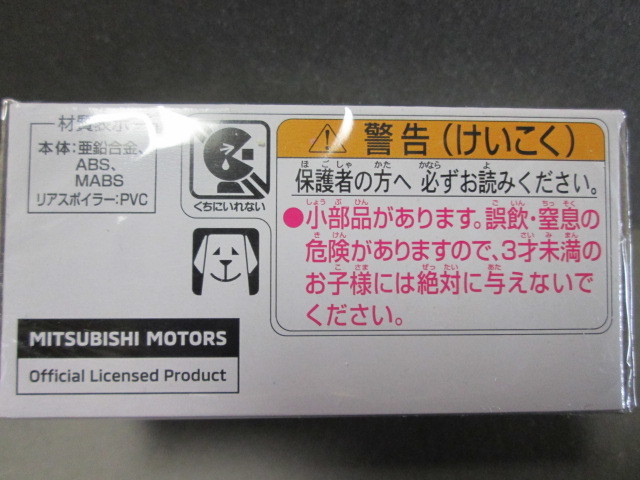 材質表示
本体:亜鉛合金、
ABS、
MABS
リアスポイラー:PVC
くちにいれない
MITSUBISHI MOTORS
Official Licensed Product
警告(けいこく)
保護者の方へ 必ずお読みください。
●小部品があります。誤飲・窒息の
危険がありますので、3才未満の
お子様には絶対に与えないで
ください。